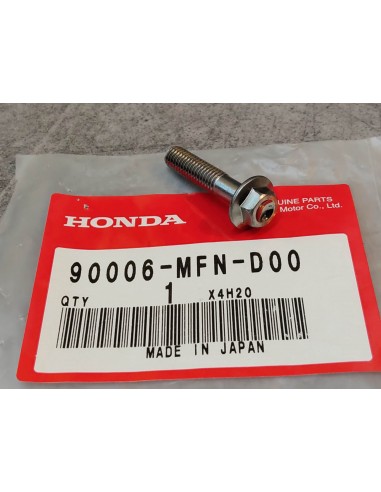 HONDA
UINE PARTS
Motor Co., Ltd.
90006-MFN-D00
QTY 1 X4H20
MADE IN JAPAN